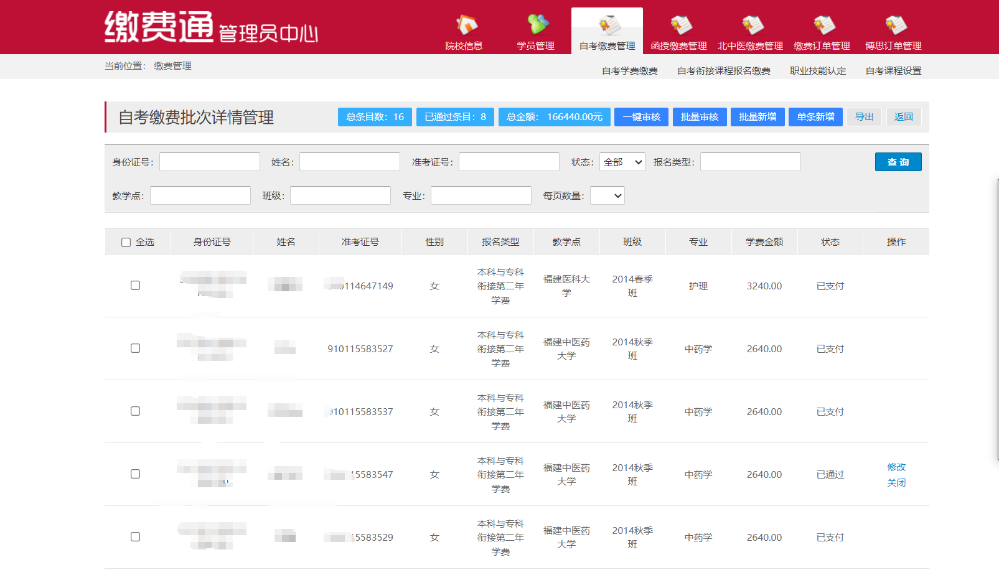 缴费通 管理员中心
院校信息 学员管理 自考缴费管理 函授缴费管理 北中医缴费管理 缴费订单管理 博思订单管理
当前位置： 缴费管理
自考学费缴费 自考衔接课程报名缴费 职业技能认定 自考课程设置
自考缴费批次详情管理
总条目数：16 已通过条目：8 总金额： 166440.00元 一键审核 批量审核 批量新增 单条新增 导出 返回
身份证号： 姓名： 准考证号： 状态： 全部 报名类型： 查 询
教学点： 班级： 专业： 每页数量：
全选 身份证号 姓名 准考证号 性别 报名类型 教学点 班级 专业 学费金额 状态 操作
0114647149 女 本科与专科衔接第二年学费 福建医科大学 2014春季班 护理 3240.00 已支付
910115583527 女 本科与专科衔接第二年学费 福建中医药大学 2014秋季班 中药学 2640.00 已支付
910115583537 女 本科与专科衔接第二年学费 福建中医药大学 2014秋季班 中药学 2640.00 已支付
15583547 女 本科与专科衔接第二年学费 福建中医药大学 2014秋季班 中药学 2640.00 已通过 修改 关闭
15583529 女 本科与专科衔接第二年学费 福建中医药大学 2014秋季班 中药学 2640.00 已支付